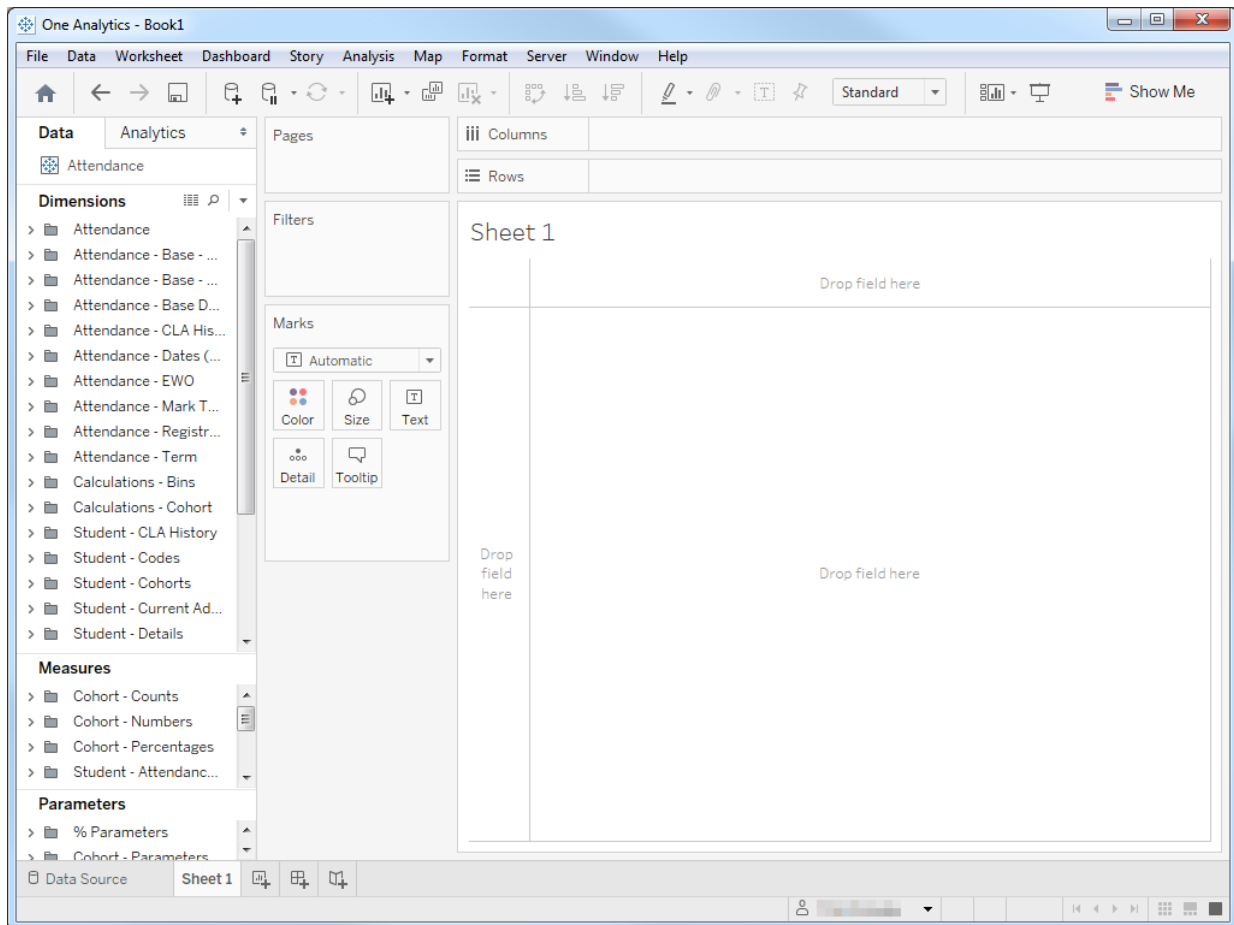 One Analytics - Book1
File Data Worksheet Dashboard Story Analysis Map Format Server Window Help
Standard
Show Me
Data Analytics
Attendance
Dimensions
Attendance
Attendance - Base - ...
Attendance - Base - ...
Attendance - Base D...
Attendance - CLA His...
Attendance - Dates (...
Attendance - EWO
Attendance - Mark T...
Attendance - Registr...
Attendance - Term
Calculations - Bins
Calculations - Cohort
Student - CLA History
Student - Codes
Student - Cohorts
Student - Current Ad...
Student - Details
Measures
Cohort - Counts
Cohort - Numbers
Cohort - Percentages
Student - Attendanc...
Parameters
% Parameters
Cohort - Parameters
Pages
Filters
Marks
T Automatic
Color Size T Text
Detail Tooltip
Columns
Rows
Sheet 1
Drop field here
Drop
field
here
Drop field here
Data Source Sheet 1